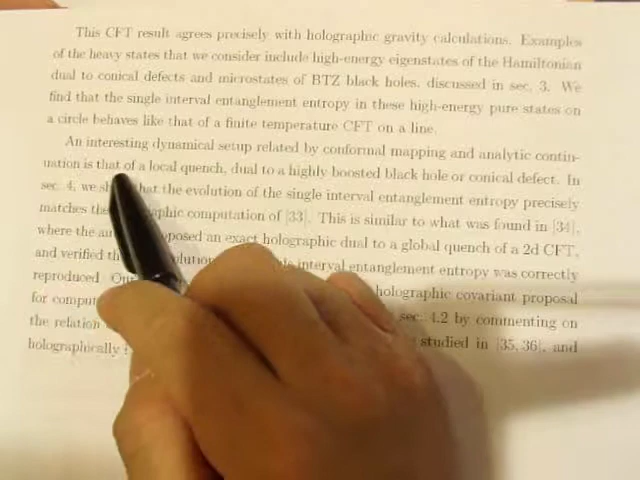 This CFT result agrees precisely with holographic gravity calculations. Examples
of the heavy states that we consider include high-energy eigenstates of the Hamiltonian
dual to conical defects and microstates of BTZ black holes, discussed in sec. 3. We
find that the single interval entanglement entropy in these high-energy pure states on
a circle behaves like that of a finite temperature CFT on a line.
An interesting dynamical setup related by conformal mapping and analytic contin-
uation is that of a local quench, dual to a highly boosted black hole or conical defect. In
sec. 4, we that the evolution of the single interval entanglement entropy precisely
matches computation of [33]. This is similar to what was found in [34],
where the an exact holographic dual to a global quench of a 2d CFT,
and verified interval entanglement entropy was correctly
reproduced holographic covariant proposal
for sec. 4.2 by commenting on
the relation studied in [35, 36], and
holographically